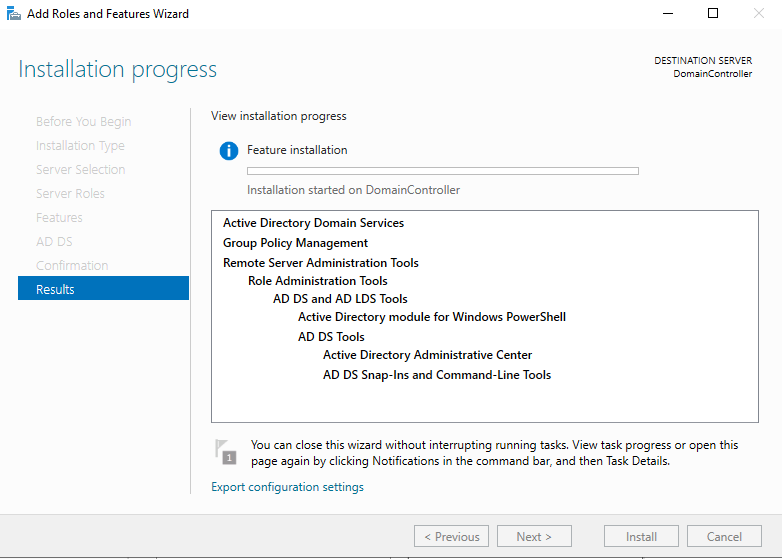 Add Roles and Features Wizard
Installation progress
DESTINATION SERVER
DomainController
Before You Begin
Installation Type
Server Selection
Server Roles
Features
AD DS
Confirmation
Results
View installation progress
Feature installation
Installation started on DomainController
Active Directory Domain Services
Group Policy Management
Remote Server Administration Tools
Role Administration Tools
AD DS and AD LDS Tools
Active Directory module for Windows PowerShell
AD DS Tools
Active Directory Administrative Center
AD DS Snap-Ins and Command-Line Tools
1
You can close this wizard without interrupting running tasks. View task progress or open this
page again by clicking Notifications in the command bar, and then Task Details.
Export configuration settings
< Previous
Next >
Install
Cancel